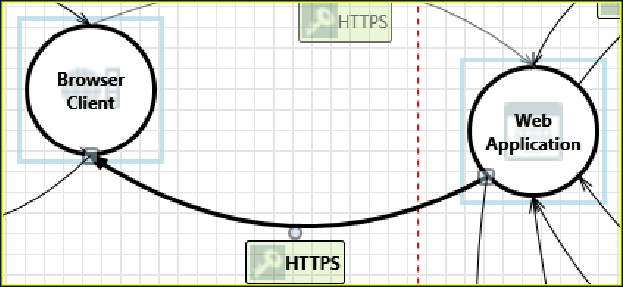 HTTPS
Browser
Client
Web
Application
HTTPS